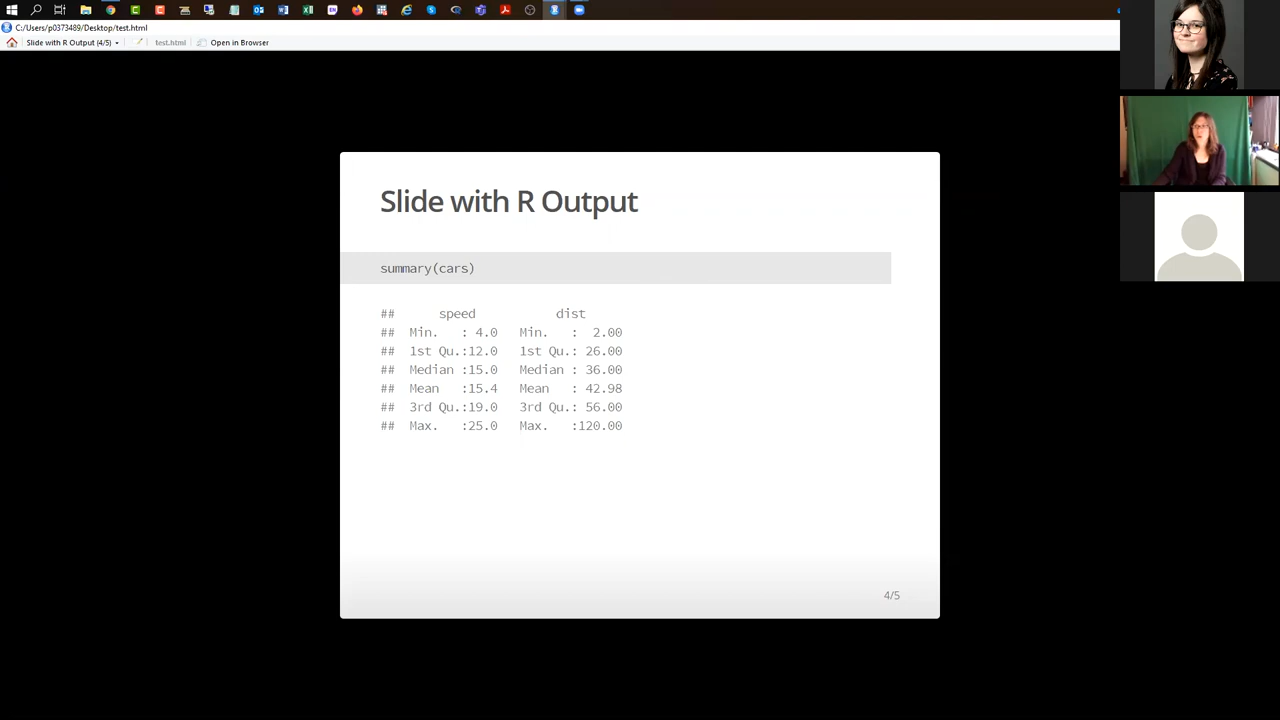 C:/Users/p0373489/Desktop/test.html
Slide with R Output (4/5) test.html Open in Browser
Slide with R Output
summary(cars)
##      speed           dist
##  Min.   : 4.0   Min.   :  2.00
##  1st Qu.:12.0   1st Qu.: 26.00
##  Median :15.0   Median : 36.00
##  Mean   :15.4   Mean   : 42.98
##  3rd Qu.:19.0   3rd Qu.: 56.00
##  Max.   :25.0   Max.   :120.00
4/5